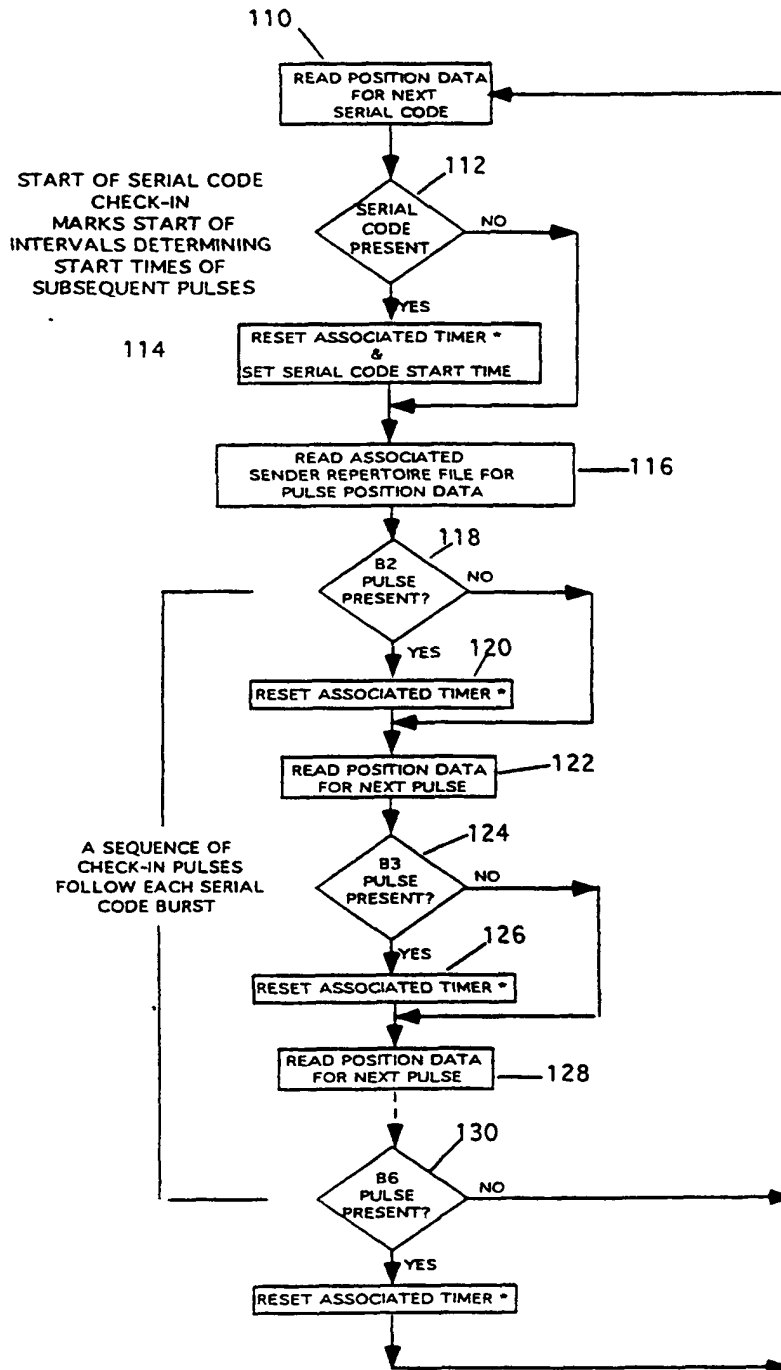 110
READ POSITION DATA
FOR NEXT
SERIAL CODE
112
START OF SERIAL CODE
CHECK-IN
MARKS START OF
INTERVALS DETERMINING
START TIMES OF
SUBSEQUENT PULSES
SERIAL
CODE
PRESENT
NO
YES
114
RESET ASSOCIATED TIMER *
&
SET SERIAL CODE START TIME
READ ASSOCIATED
SENDER REPERTOIRE FILE FOR
PULSE POSITION DATA
116
118
B2
PULSE
PRESENT?
NO
YES
120
RESET ASSOCIATED TIMER *
READ POSITION DATA
FOR NEXT PULSE
122
124
A SEQUENCE OF
CHECK-IN PULSES
FOLLOW EACH SERIAL
CODE BURST
B3
PULSE
PRESENT?
NO
YES
126
RESET ASSOCIATED TIMER *
READ POSITION DATA
FOR NEXT PULSE
128
130
B6
PULSE
PRESENT?
NO
YES
RESET ASSOCIATED TIMER *